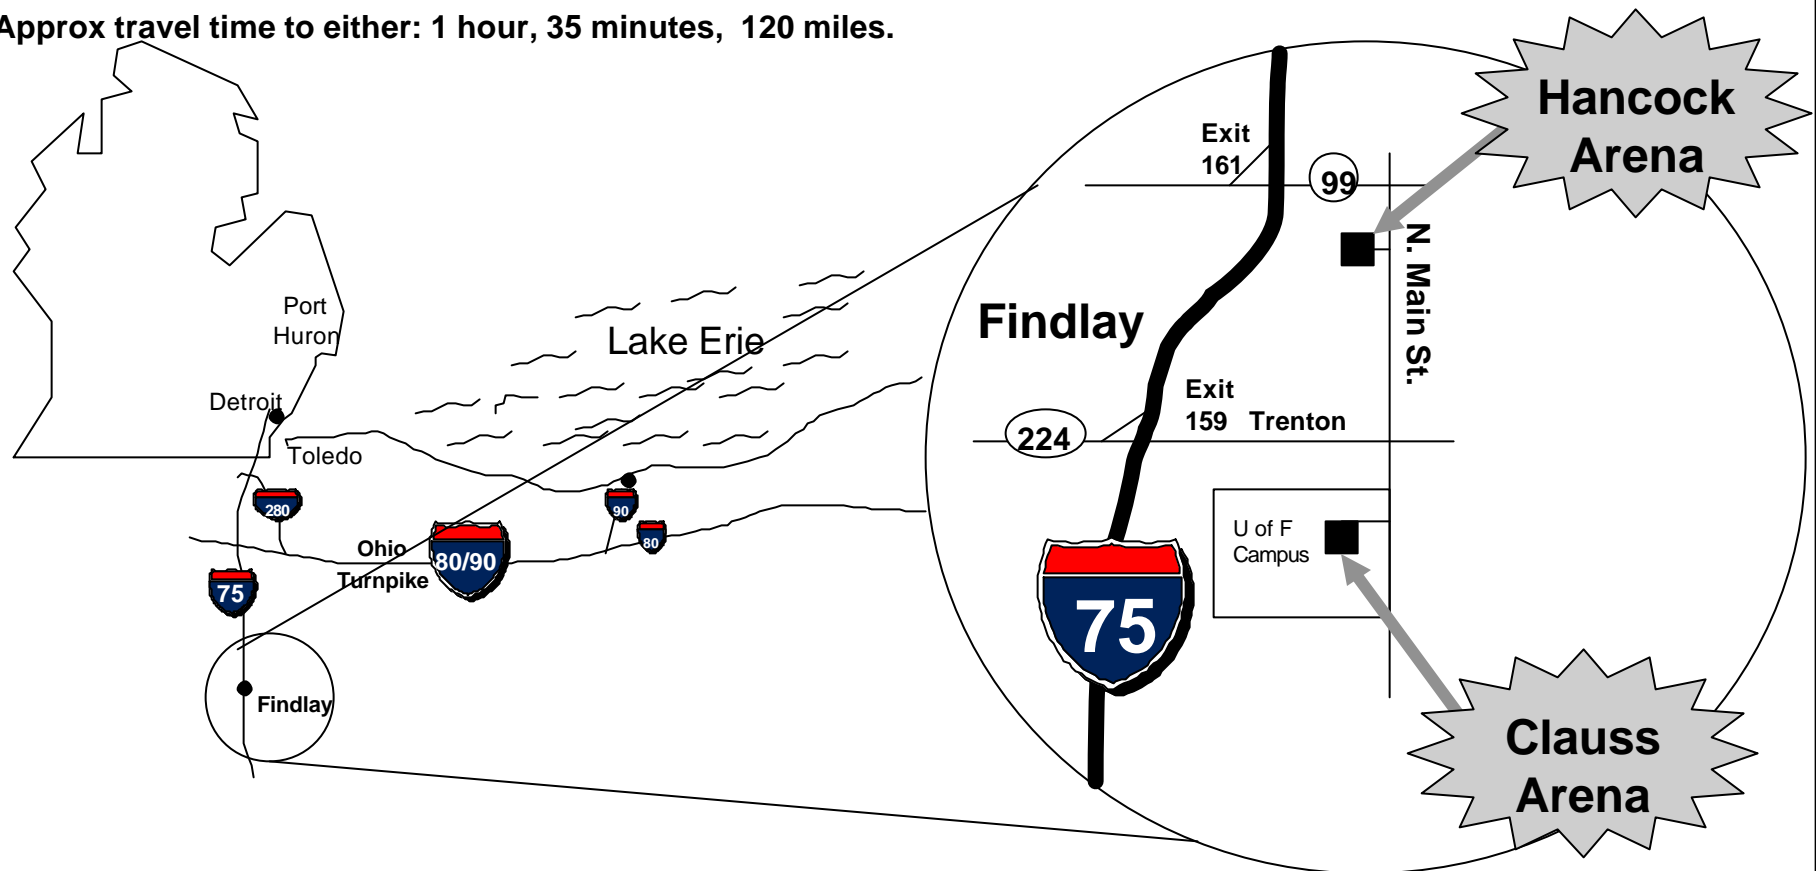 Approx travel time to either: 1 hour, 35 minutes, 120 miles.
Hancock
Arena
Exit
161
99
N. Main St.
Port
Huron
Lake Erie
Findlay
Detroit
Exit
159 Trenton
224
Toledo
280
90
80
Ohio
80/90
Turnpike
75
U of F
Campus
75
Findlay
Clauss
Arena